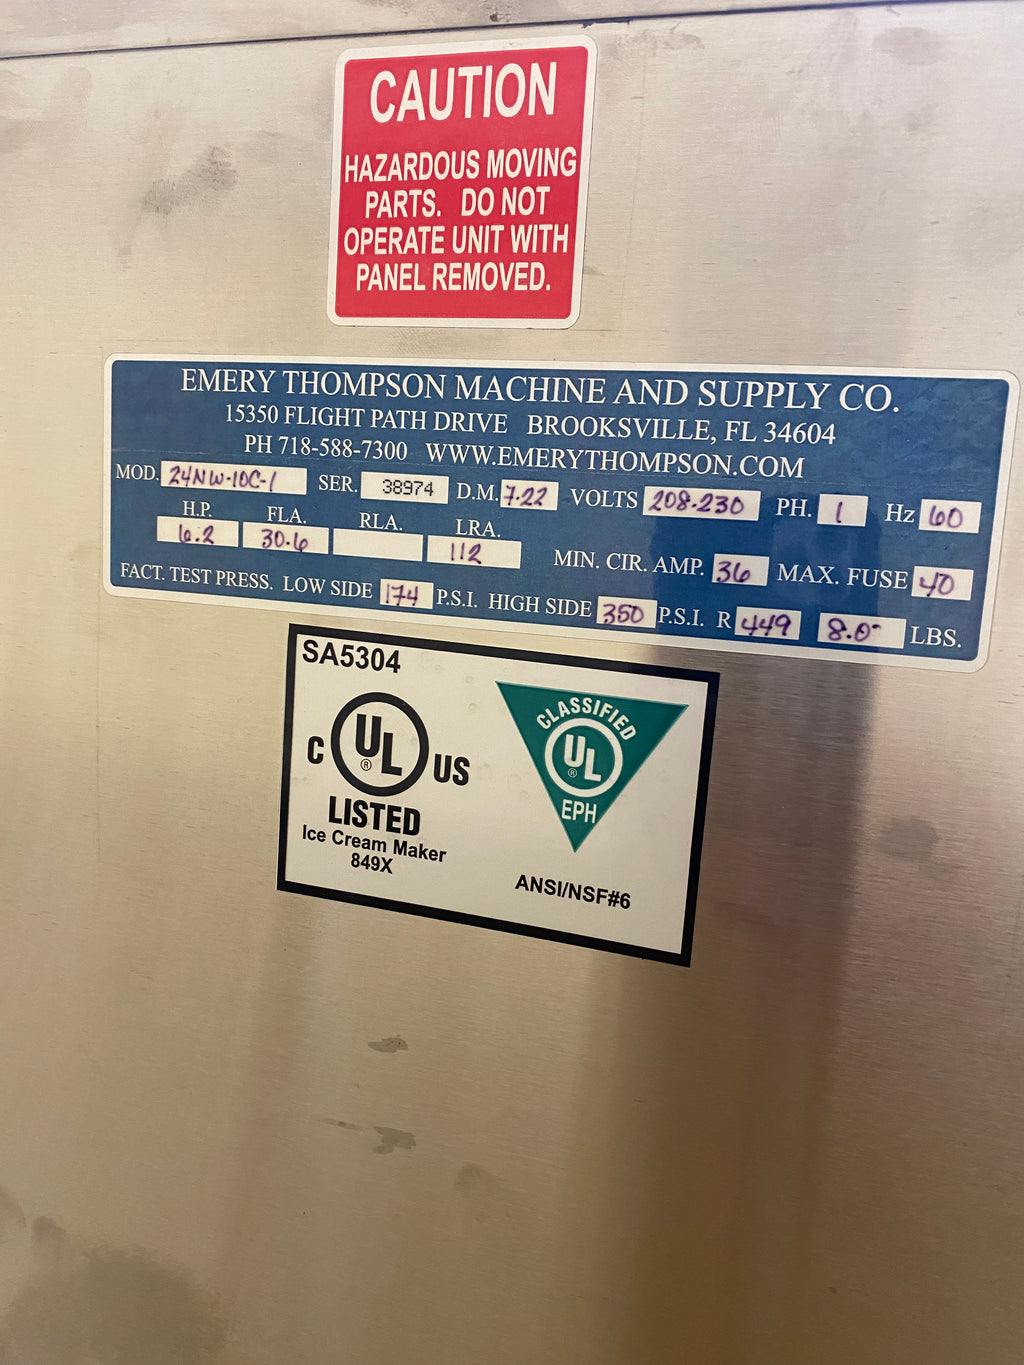 CAUTION
HAZARDOUS MOVING
PARTS. DO NOT
OPERATE UNIT WITH
PANEL REMOVED.
EMERY THOMPSON MACHINE AND SUPPLY CO.
15350 FLIGHT PATH DRIVE BROOKSVILLE, FL 34604
PH 718-588-7300 WWW.EMERYTHOMPSON.COM
MOD. 24NW-10C-1 SER. 38974 D.M. 7-22 VOLTS 208-230 PH. 1 Hz 60
H.P. FLA. RLA. LRA.
6.2 30.6 112 MIN. CIR. AMP. 36 MAX. FUSE 40
FACT. TEST PRESS. LOW SIDE 174 P.S.I. HIGH SIDE 350 P.S.I. R 449 8.0 LBS.
SA5304
C UL ® US
LISTED
Ice Cream Maker
849X
CLASSIFIED
UL ®
EPH
ANSI/NSF#6